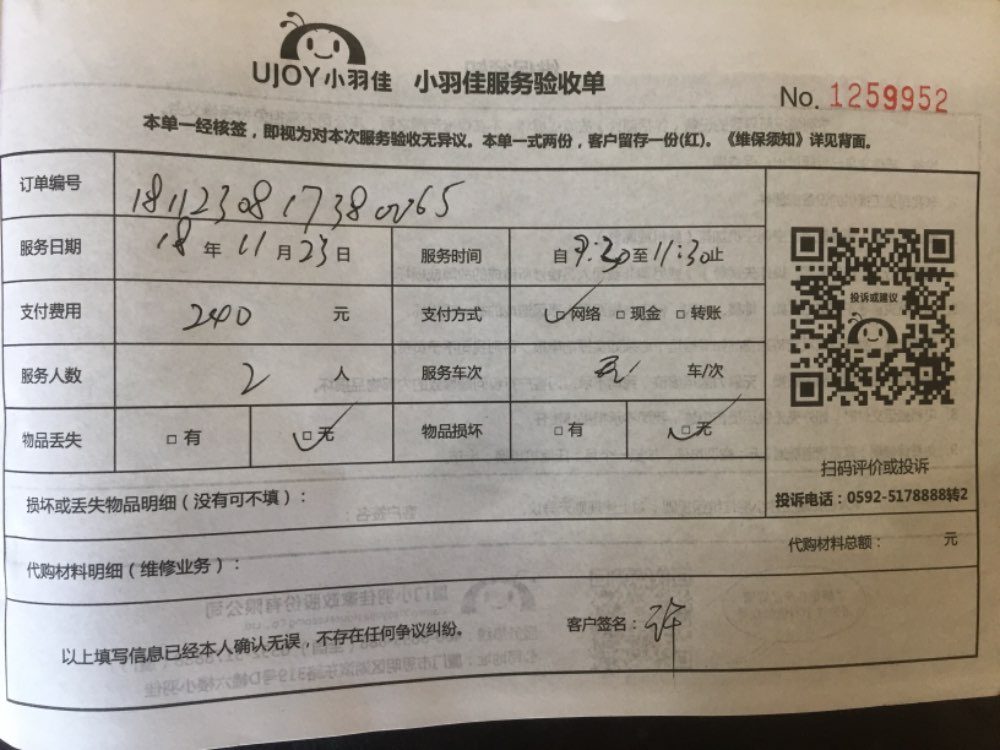 UJOY小羽佳 小羽佳服务验收单
No. 1259952
本单一经核签，即视为对本次服务验收无异议。本单一式两份，客户留存一份(红)。《维保须知》详见背面。
订单编号 1811230817380065
服务日期 18 年 11 月 23 日 服务时间 自 9:30 至 11:30 止
投诉或建议
支付费用 240 元 支付方式 ☑网络 □ 现金 □ 转账
服务人数 2 人 服务车次 车/次
物品丢失 □ 有 ☑无 物品损坏 □ 有 ☑无
扫码评价或投诉
投诉电话：0592-5178888转2
损坏或丢失物品明细（没有可不填）：
代购材料总额： 元
代购材料明细（维修业务）：
以上填写信息已经本人确认无误，不存在任何争议纠纷。 客户签名：许